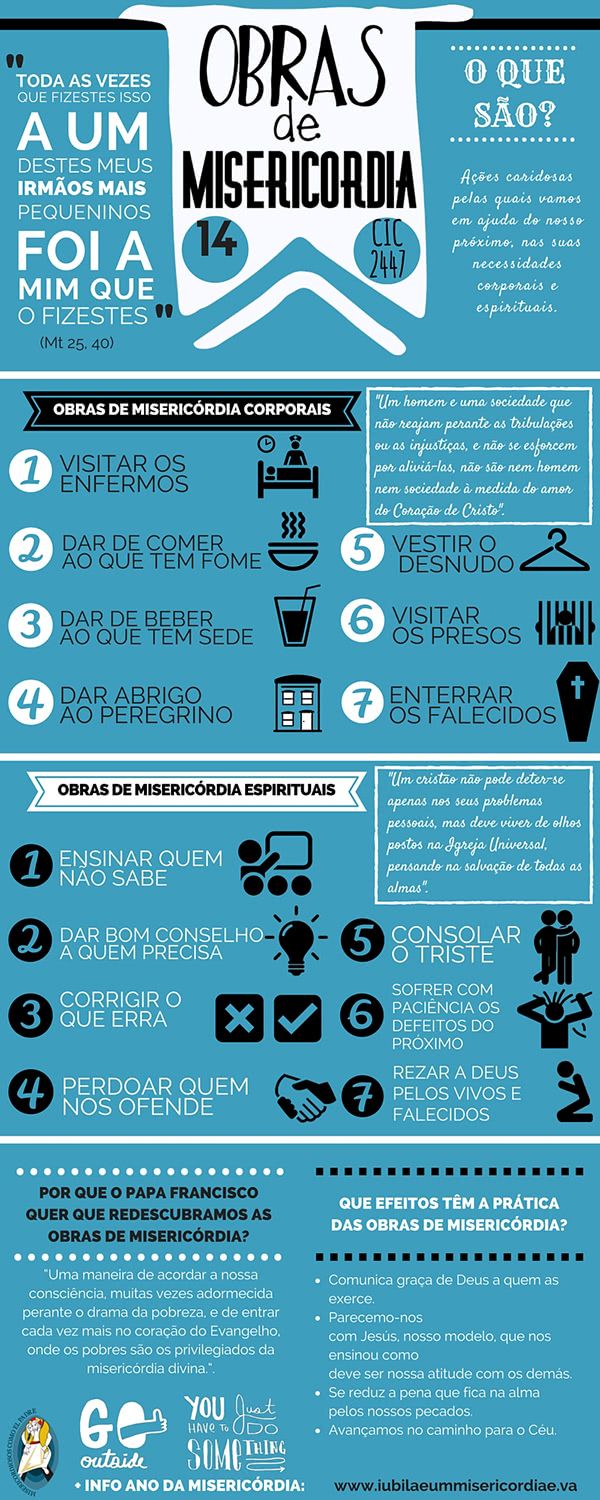 "
TODA AS VEZES
QUE FIZESTES ISSO
A UM
DESTES MEUS
IRMÃOS MAIS
PEQUENINOS
FOI A
MIM QUE
O FIZESTES "
(Mt 25, 40)
OBRAS
de
MISERICORDIA
14
CIC
2447
O QUE
SÃO?
Ações caridosas
pelas quais vamos
em ajuda do nosso
próximo, nas suas
necessidades
corporais e
espirituais.
OBRAS DE MISERICÓRDIA CORPORAIS
"Um homem e uma sociedade que
não reajam perante as tribulações
ou as injustiças, e não se esforcem
por aliviá-las, não são nem homem
nem sociedade à medida do amor
do Coração de Cristo".
1 VISITAR OS
ENFERMOS
2 DAR DE COMER
AO QUE TEM FOME
3 DAR DE BEBER
AO QUE TEM SEDE
4 DAR ABRIGO
AO PEREGRINO
5 VESTIR O
DESNUDO
6 VISITAR
OS PRESOS
7 ENTERRAR
OS FALECIDOS
OBRAS DE MISERICÓRDIA ESPIRITUAIS
"Um cristão não pode deter-se
apenas nos seus problemas
pessoais, mas deve viver de olhos
postos na Igreja Universal,
pensando na salvação de todas as
almas".
1 ENSINAR QUEM
NÃO SABE
2 DAR BOM CONSELHO
A QUEM PRECISA
3 CORRIGIR O
QUE ERRA
4 PERDOAR QUEM
NOS OFENDE
5 CONSOLAR
O TRISTE
6 SOFRER COM
PACIÊNCIA OS
DEFEITOS DO
PRÓXIMO
7 REZAR A DEUS
PELOS VIVOS E
FALECIDOS
POR QUE O PAPA FRANCISCO
QUER QUE REDESCUBRAMOS AS
OBRAS DE MISERICÓRDIA?
"Uma maneira de acordar a nossa
consciência, muitas vezes adormecida
perante o drama da pobreza, e de entrar
cada vez mais no coração do Evangelho,
onde os pobres são os privilegiados da
misericórdia divina.".
QUE EFEITOS TÊM A PRÁTICA
DAS OBRAS DE MISERICÓRDIA?
• Comunica graça de Deus a quem as
exerce.
• Parecemo-nos
com Jesús, nosso modelo, que nos
ensinou como
deve ser nossa atitude com os demás.
• Se reduz a pena que fica na alma
pelos nossos pecados.
• Avançamos no caminho para o Céu.
MISERICORDIOSOS COMO EL PADRE
GO
outside
YOU Just
HAVE TO DO
SOMETHING
+ INFO ANO DA MISERICÓRDIA:
www.iubilaeummisericordiae.va